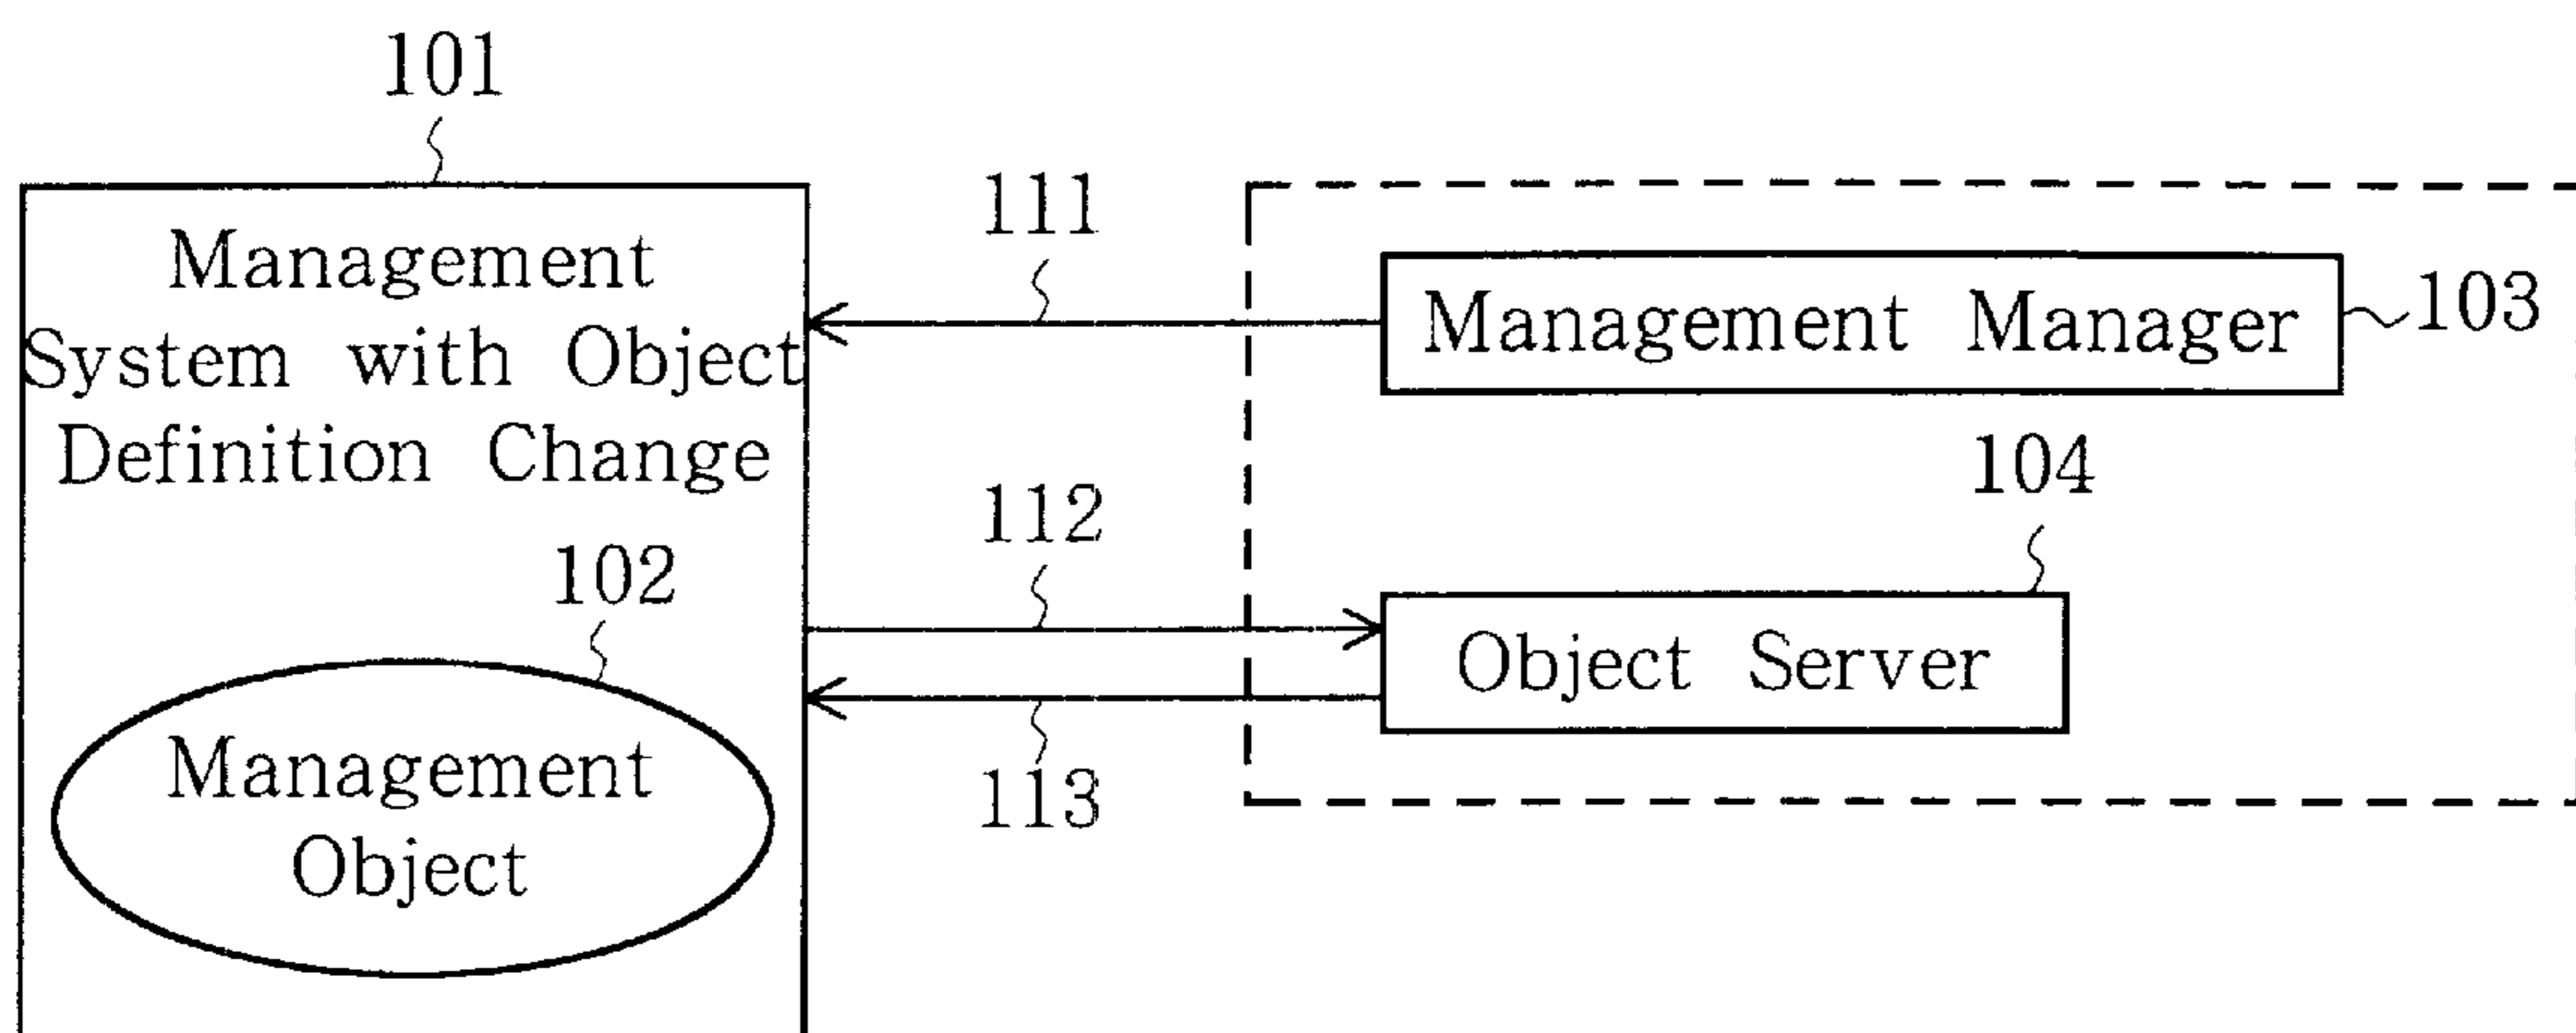 101
Management
System with Object
Definition Change
102
Management
Object
111
112
113
Management Manager
103
104
Object Server